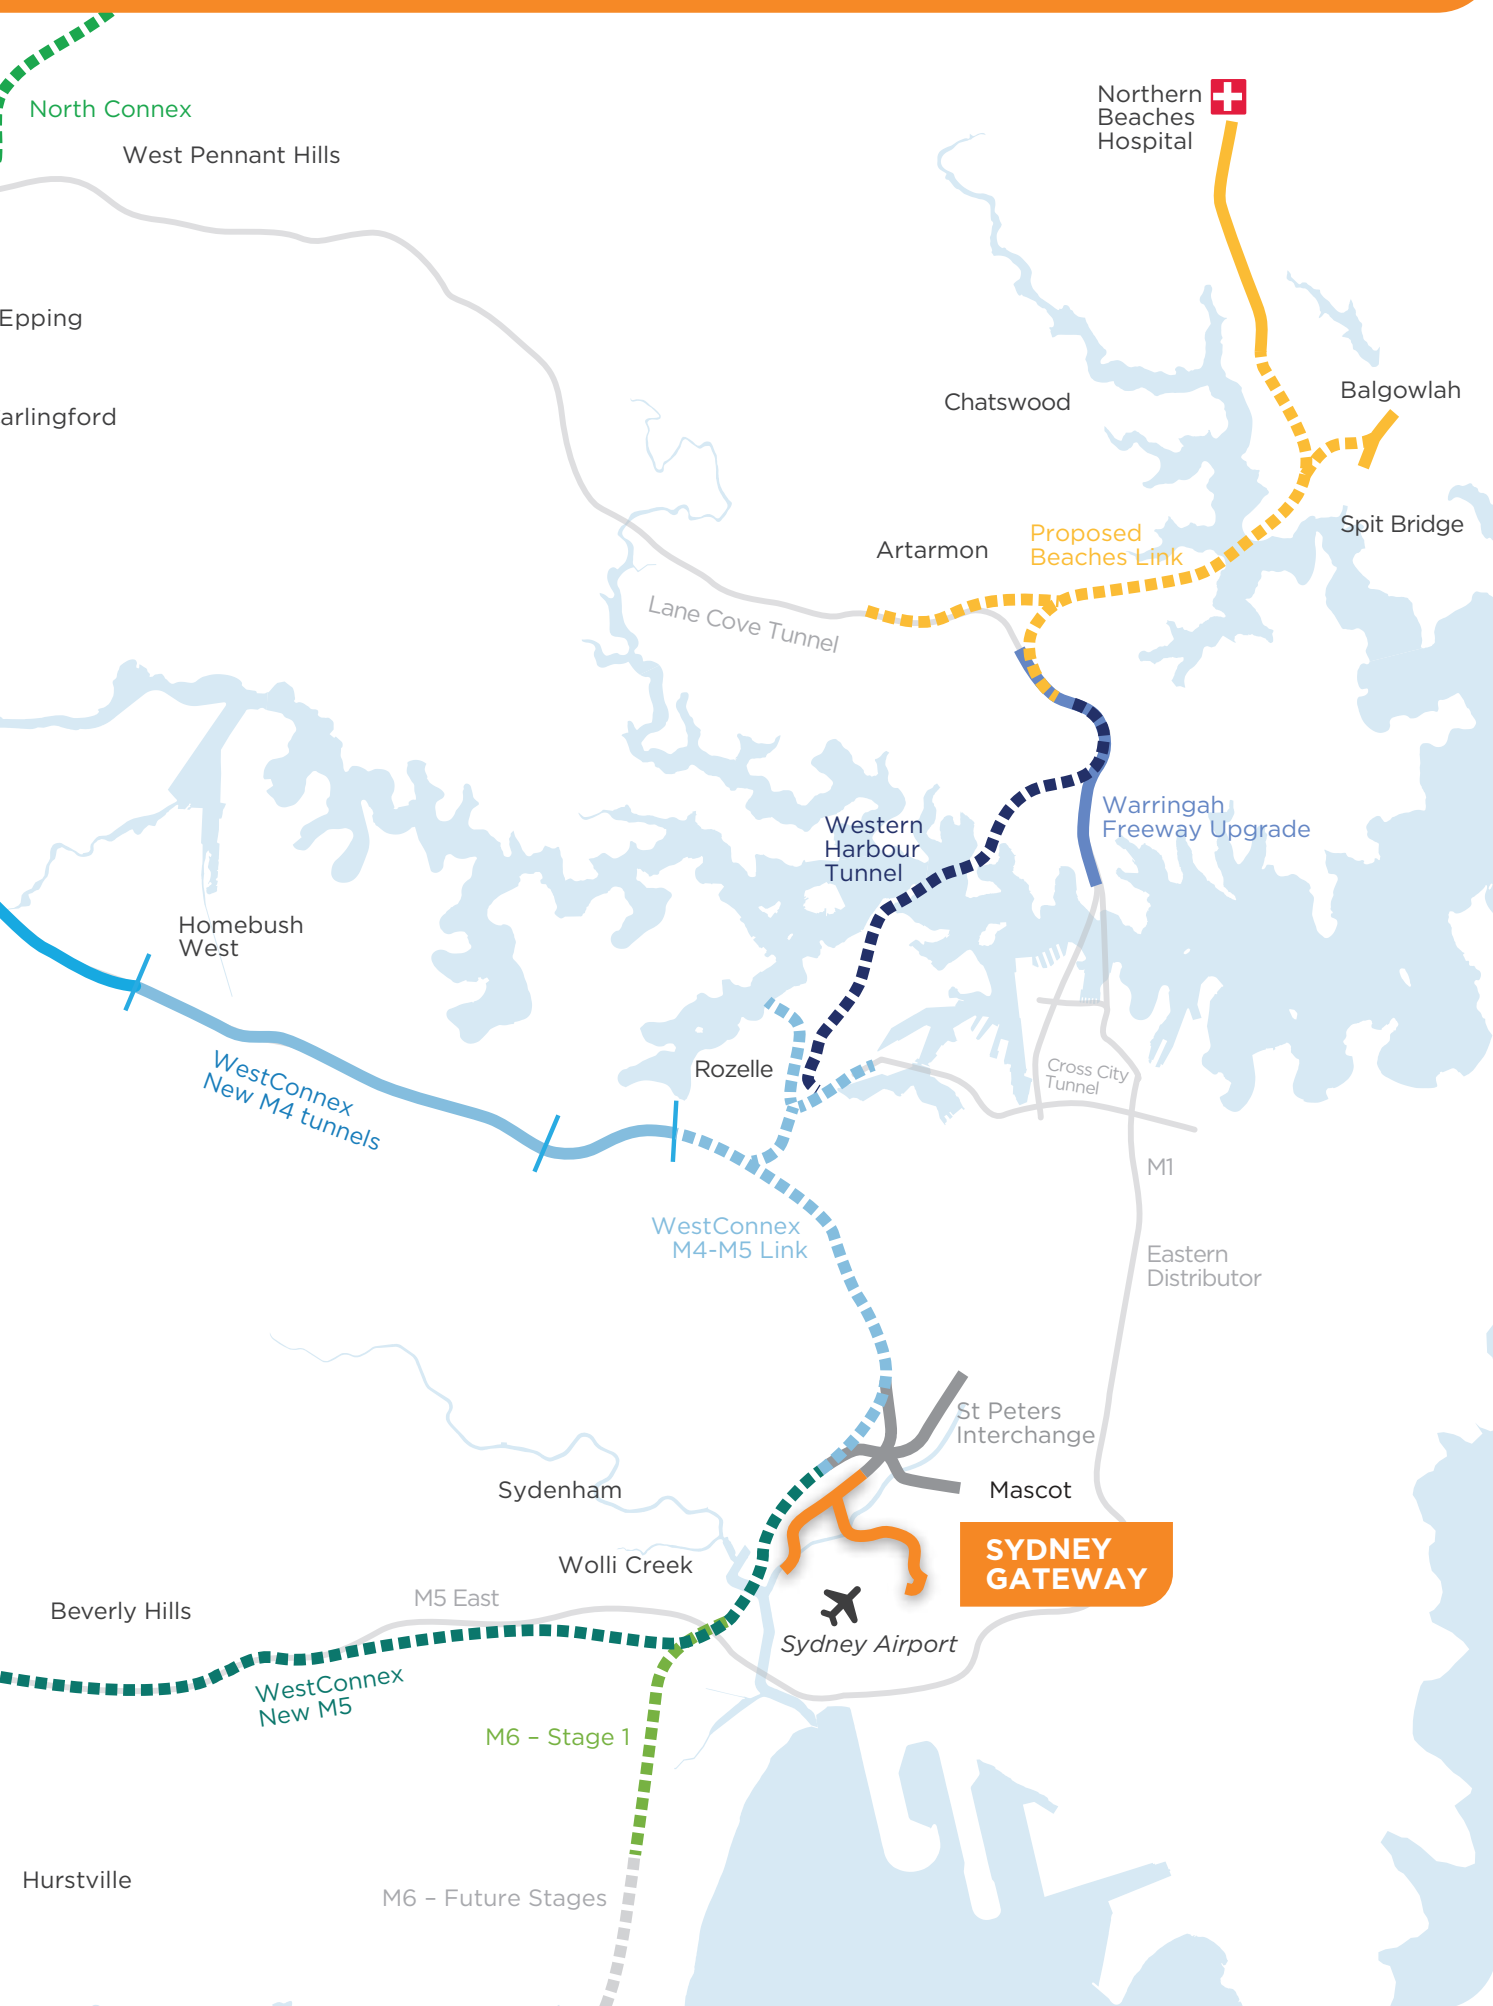 Northern
Beaches
Hospital
North Connex
West Pennant Hills
Epping
arlingford
Chatswood
Balgowlah
Spit Bridge
Proposed
Beaches Link
Artarmon
Lane Cove Tunnel
Warringah
Freeway Upgrade
Western
Harbour
Tunnel
Homebush
West
WestConnex
New M4 tunnels
Rozelle
Cross City
Tunnel
M1
WestConnex
M4-M5 Link
Eastern
Distributor
St Peters
Interchange
Sydenham
Mascot
SYDNEY
GATEWAY
Wolli Creek
M5 East
Beverly Hills
Sydney Airport
WestConnex
New M5
M6 – Stage 1
Hurstville
M6 – Future Stages